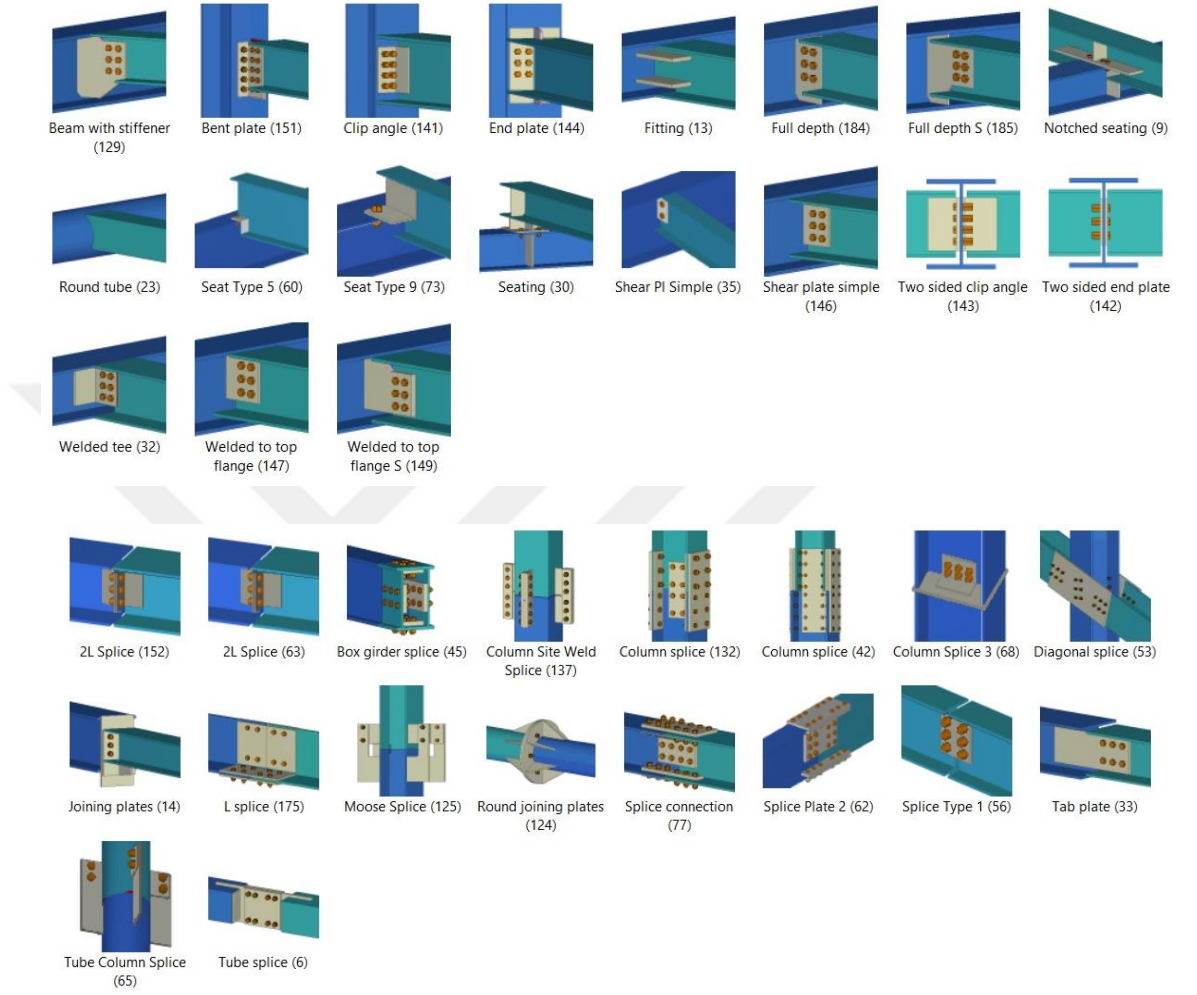 Beam with stiffener
(129)
Bent plate (151)
Clip angle (141)
End plate (144)
Fitting (13)
Full depth (184)
Full depth S (185)
Notched seating (9)
Round tube (23)
Seat Type 5 (60)
Seat Type 9 (73)
Seating (30)
Shear Pl Simple (35)
Shear plate simple
(146)
Two sided clip angle
(143)
Two sided end plate
(142)
Welded tee (32)
Welded to top
flange (147)
Welded to top
flange S (149)
2L Splice (152)
2L Splice (63)
Box girder splice (45)
Column Site Weld
Splice (137)
Column splice (132)
Column splice (42)
Column Splice 3 (68)
Diagonal splice (53)
Joining plates (14)
L splice (175)
Moose Splice (125)
Round joining plates
(124)
Splice connection
(77)
Splice Plate 2 (62)
Splice Type 1 (56)
Tab plate (33)
Tube Column Splice
(65)
Tube splice (6)